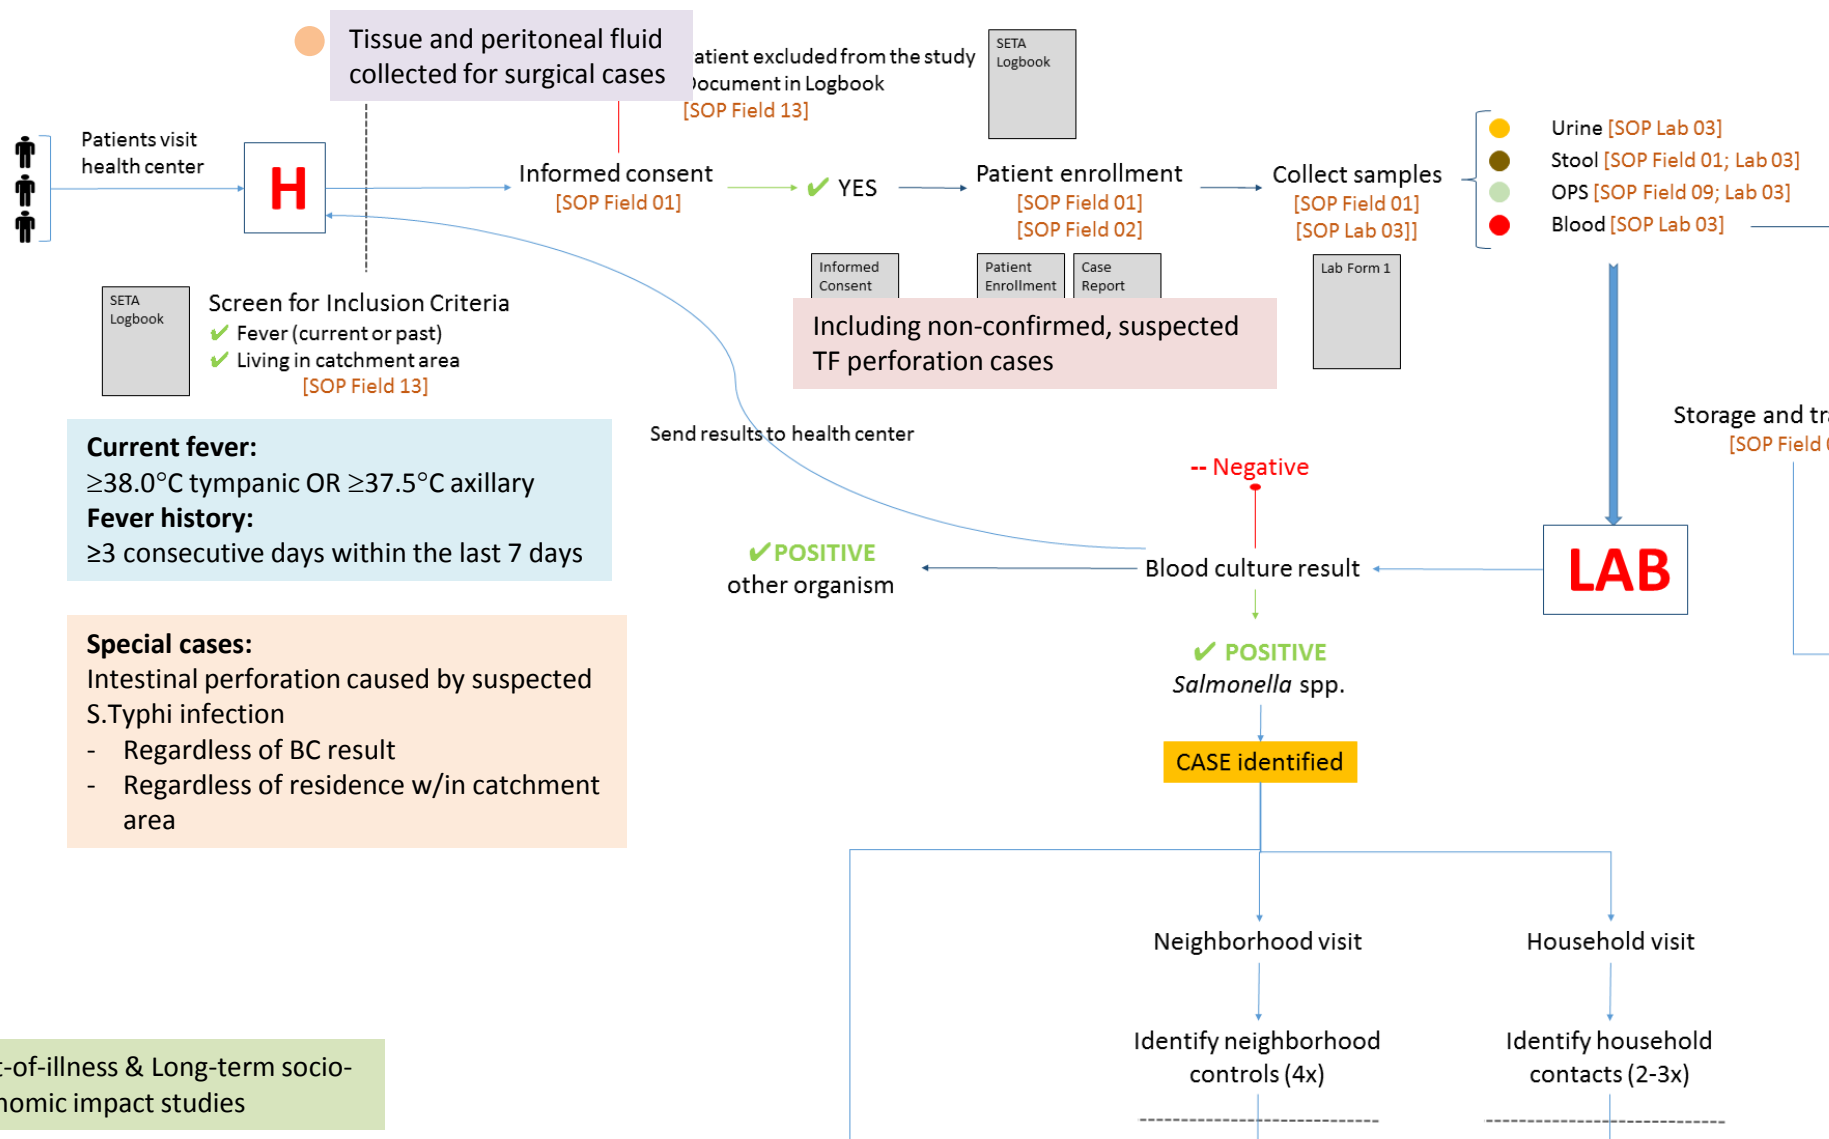 Tissue and peritoneal fluid
collected for surgical cases
atient excluded from the study
Document in Logbook
[SOP Field 13]
SETA
Logbook
Patients visit
health center
H
Informed consent
[SOP Field 01]
✔ YES
Patient enrollment
[SOP Field 01]
[SOP Field 02]
Collect samples
[SOP Field 01]
[SOP Lab 03]]
Urine [SOP Lab 03]
Stool [SOP Field 01; Lab 03]
OPS [SOP Field 09; Lab 03]
Blood [SOP Lab 03]
SETA
Logbook
Screen for Inclusion Criteria
✔ Fever (current or past)
✔ Living in catchment area
[SOP Field 13]
Informed
Consent
Patient
Enrollment
Case
Report
Lab Form 1
Including non-confirmed, suspected
TF perforation cases
Current fever:
≥38.0°C tympanic OR ≥37.5°C axillary
Fever history:
≥3 consecutive days within the last 7 days
Send results to health center
Storage and tra
[SOP Field
-- Negative
✔POSITIVE
other organism
Blood culture result
LAB
Special cases:
Intestinal perforation caused by suspected
S.Typhi infection
- Regardless of BC result
- Regardless of residence w/in catchment
area
✔ POSITIVE
Salmonella spp.
CASE identified
Neighborhood visit
Household visit
Identify neighborhood
controls (4x)
Identify household
contacts (2-3x)
t-of-illness & Long-term socio-
nomic impact studies